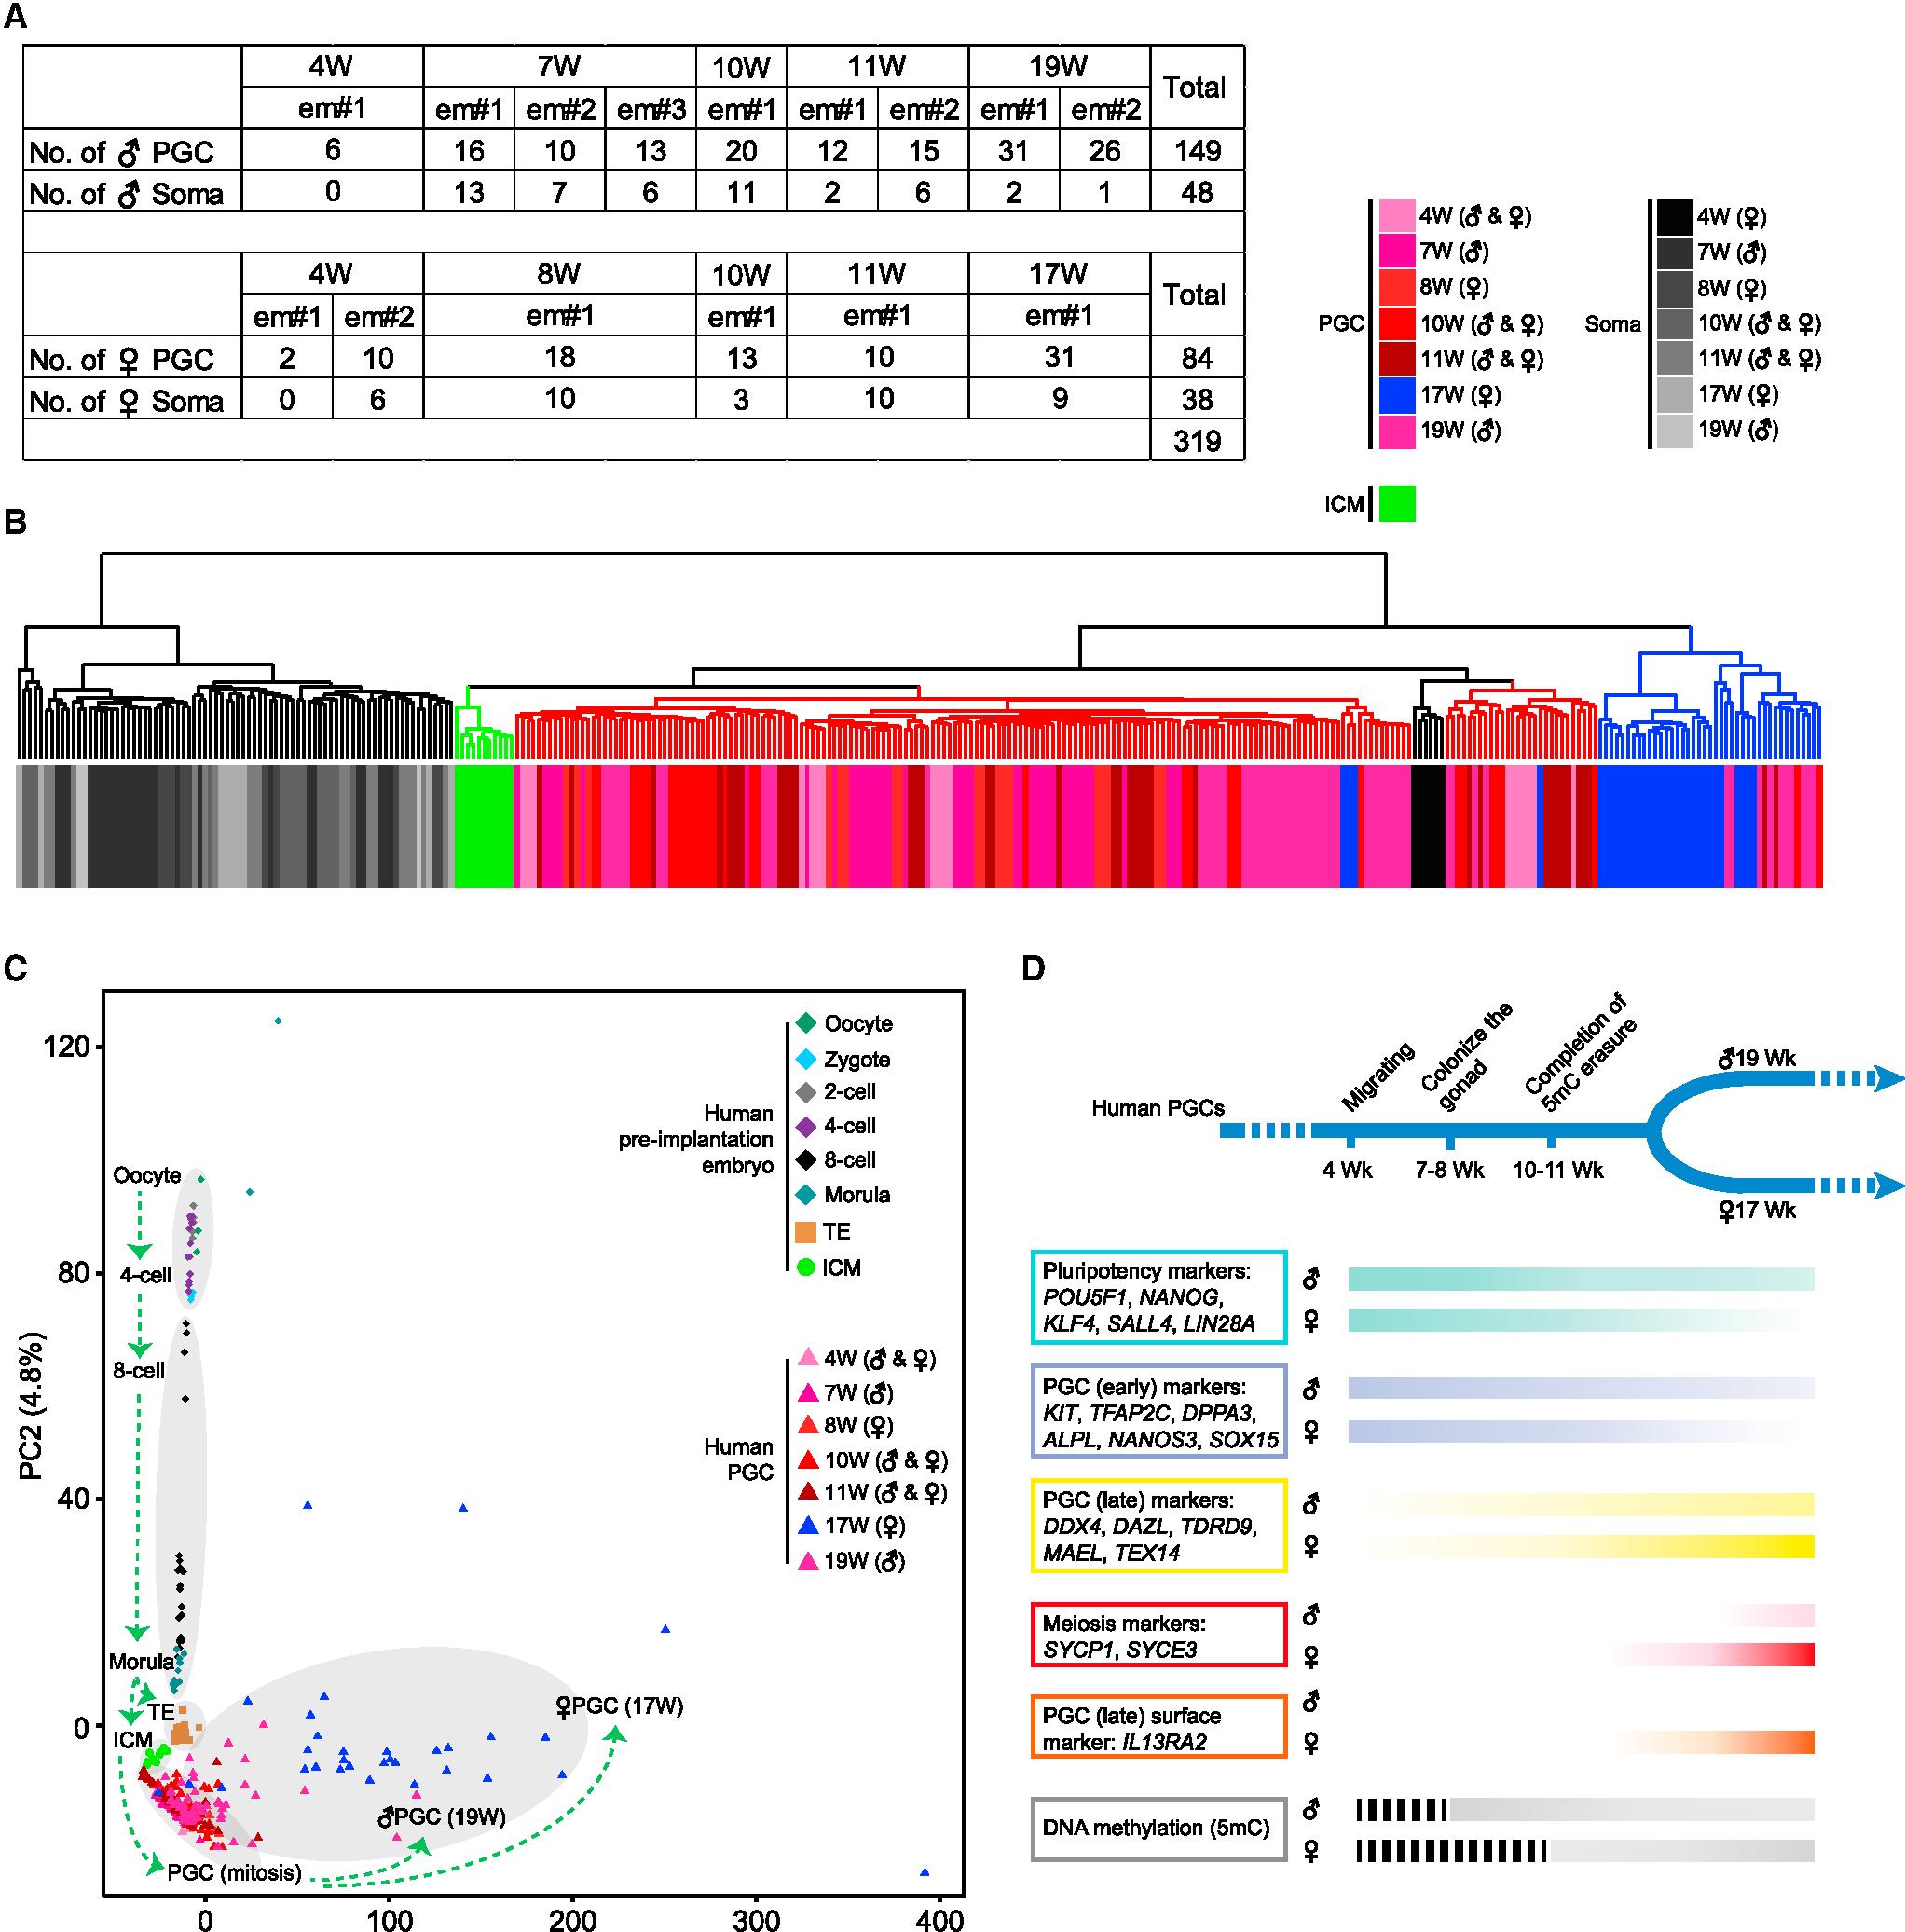 A
4W 7W 10W 11W 19W Total
em#1 em#1 em#2 em#3 em#1 em#1 em#2 em#1 em#2
No. of ♂ PGC 6 16 10 13 20 12 15 31 26 149
No. of ♂ Soma 0 13 7 6 11 2 6 2 1 48
4W 8W 10W 11W 17W Total
em#1 em#2 em#1 em#1 em#1 em#1
No. of ♀ PGC 2 10 18 13 10 31 84
No. of ♀ Soma 0 6 10 3 10 9 38
319
PGC
4W (♂ & ♀)
7W (♂)
8W (♀)
10W (♂ & ♀)
11W (♂ & ♀)
17W (♀)
19W (♂)
Soma
4W (♀)
7W (♂)
8W (♀)
10W (♂ & ♀)
11W (♂ & ♀)
17W (♀)
19W (♂)
ICM
B
C
PC2 (4.8%)
120
80
40
0
0 100 200 300 400
Oocyte
4-cell
8-cell
Morula
TE
ICM
PGC (mitosis)
♂PGC (19W)
♀PGC (17W)
Human
pre-implantation
embryo
Oocyte
Zygote
2-cell
4-cell
8-cell
Morula
TE
ICM
Human
PGC
4W (♂ & ♀)
7W (♂)
8W (♀)
10W (♂ & ♀)
11W (♂ & ♀)
17W (♀)
19W (♂)
D
Human PGCs
Migrating
Colonize the
gonad
Completion of
5mC erasure
4 Wk
7-8 Wk
10-11 Wk
♂19 Wk
♀17 Wk
Pluripotency markers:
POU5F1, NANOG,
KLF4, SALL4, LIN28A
♂
♀
PGC (early) markers:
KIT, TFAP2C, DPPA3,
ALPL, NANOS3, SOX15
♂
♀
PGC (late) markers:
DDX4, DAZL, TDRD9,
MAEL, TEX14
♂
♀
Meiosis markers:
SYCP1, SYCE3
♂
♀
PGC (late) surface
marker: IL13RA2
♂
♀
DNA methylation (5mC)
♂
♀